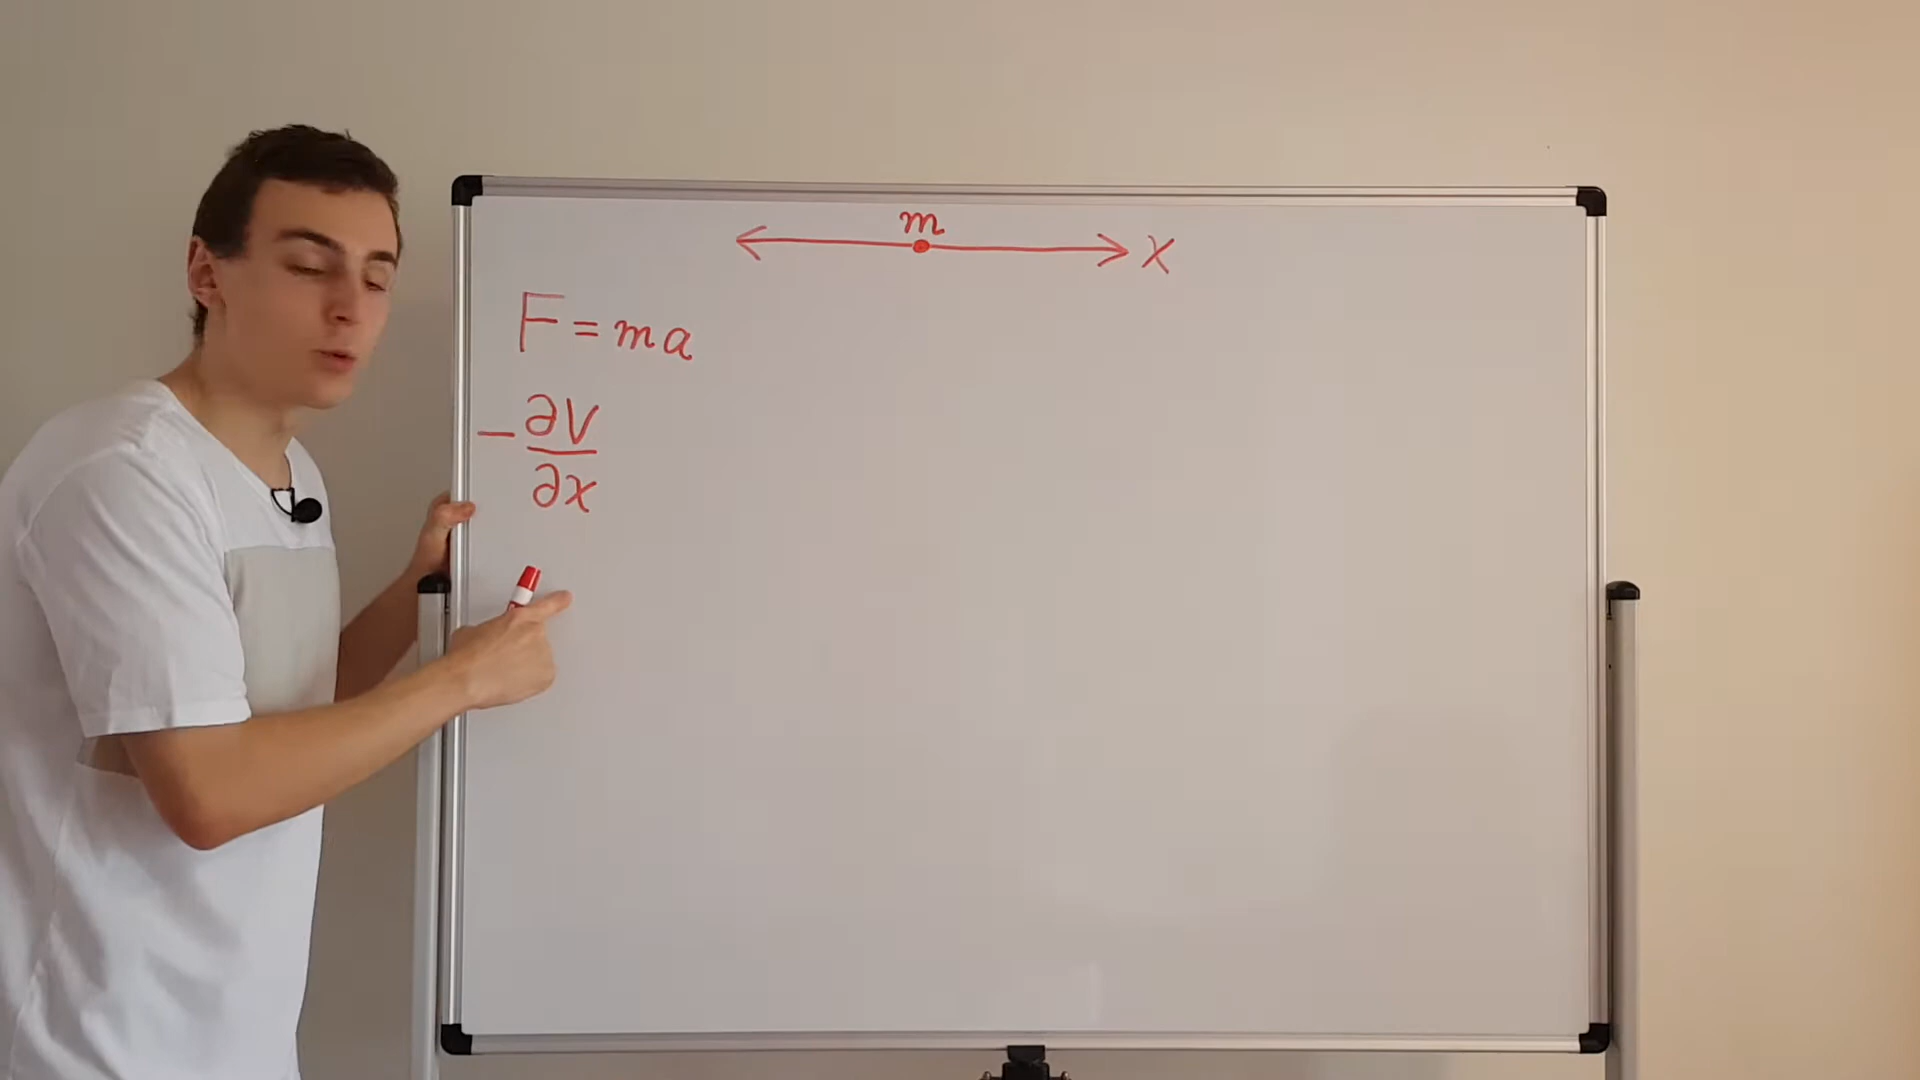 m
x
F = ma
- ∂V
∂x